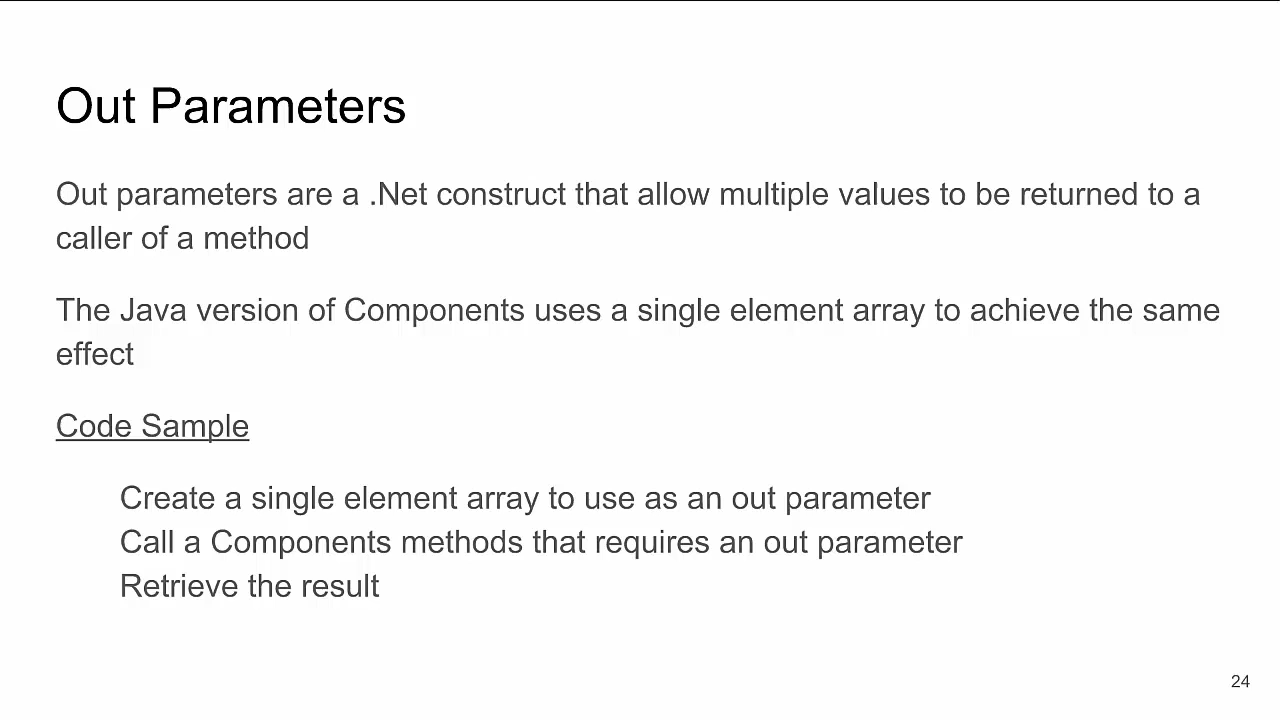 Out Parameters
Out parameters are a .Net construct that allow multiple values to be returned to a
caller of a method
The Java version of Components uses a single element array to achieve the same
effect
Code Sample
Create a single element array to use as an out parameter
Call a Components methods that requires an out parameter
Retrieve the result
24